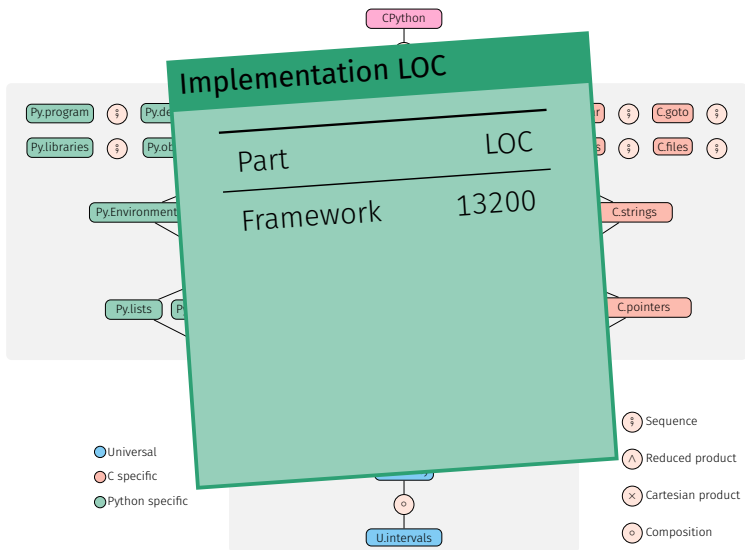 CPython
Implementation LOC
Part LOC
Framework 13200
Py.program ;
C.goto ;
Py.libraries ;
C.files ;
Py.Environment
C.strings
Py.lists
C.pointers
Universal
C specific
Python specific
U.intervals
; Sequence
∧ Reduced product
× Cartesian product
∘ Composition